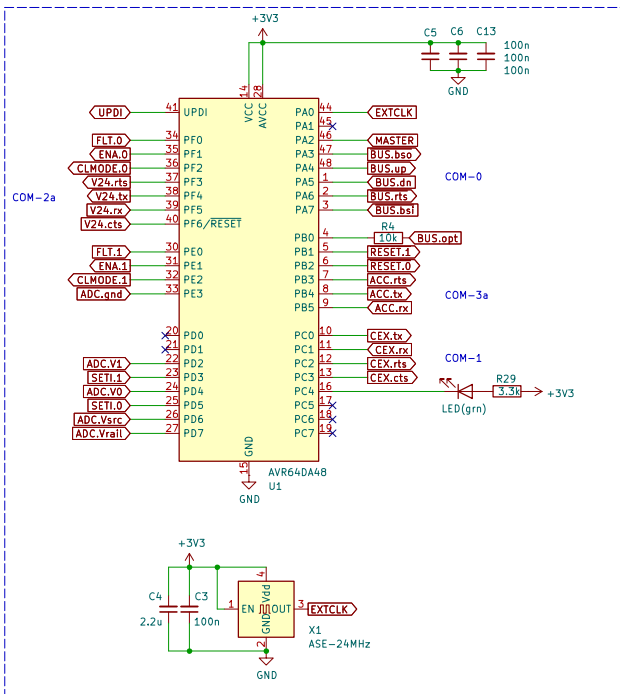 +3V3
C5 C6 C13
100n
100n
100n
GND
14 28
VCC AVCC
UPDI 41 UPDI PA0 44 EXTCLK
PA1 45
FLT.0 34 PF0 PA2 46 MASTER
ENA.0 35 PF1 PA3 47 BUS.bso
CLMODE.0 36 PF2 PA4 48 BUS.up
V24.rts 37 PF3 PA5 1 BUS.dn
COM-0
V24.tx 38 PF4 PA6 2 BUS.rts
COM-2a
V24.rx 39 PF5 PA7 3 BUS.bsi
V24.cts 40 PF6/RESET
R4
PB0 4 10k BUS.opt
FLT.1 30 PE0 PB1 5 RESET.1
ENA.1 31 PE1 PB2 6 RESET.0
CLMODE.1 32 PE2 PB3 7 ACC.rts
ADC.gnd 33 PE3 PB4 8 ACC.tx
COM-3a
PB5 9 ACC.rx
20 PD0 PC0 10 CEX.tx
21 PD1 PC1 11 CEX.rx
COM-1
ADC.V1 22 PD2 PC2 12 CEX.rts
SETI.1 23 PD3 PC3 13 CEX.cts
ADC.V0 24 PD4 PC4 16
R29
3.3k +3V3
LED(grn)
SETI.0 25 PD5 PC5 17
ADC.Vsrc 26 PD6 PC6 18
ADC.Vrail 27 PD7 PC7 19
GND
15
AVR64DA48
U1
GND
+3V3
4
Vdd
C4 C3
2.2u 100n
1 EN OUT 3 EXTCLK
GND
2
X1
ASE-24MHz
GND